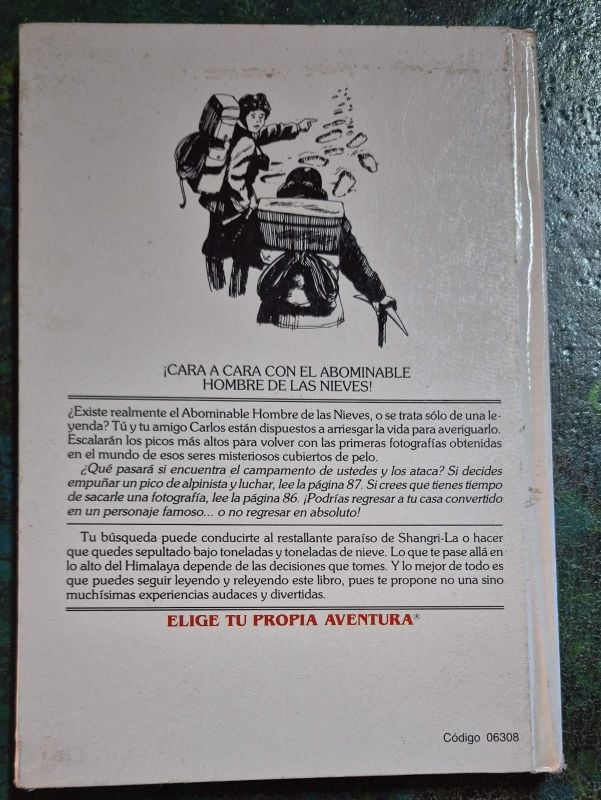 ¡CARA A CARA CON EL ABOMINABLE
HOMBRE DE LAS NIEVES!
¿Existe realmente el Abominable Hombre de las Nieves, o se trata sólo de una le-
yenda? Tú y tu amigo Carlos están dispuestos a arriesgar la vida para averiguarlo.
Escalarán los picos más altos para volver con las primeras fotografías obtenidas
en el mundo de esos seres misteriosos cubiertos de pelo.
¿Qué pasará si encuentra el campamento de ustedes y los ataca? Si decides
empuñar un pico de alpinista y luchar, lee la página 87. Si crees que tienes tiempo
de sacarle una fotografía, lee la página 86. ¡Podrías regresar a tu casa convertido
en un personaje famoso... o no regresar en absoluto!
Tu búsqueda puede conducirte al restallante paraíso de Shangri-La o hacer
que quedes sepultado bajo toneladas y toneladas de nieve. Lo que te pase allá en
lo alto del Himalaya depende de las decisiones que tomes. Y lo mejor de todo es
que puedes seguir leyendo y releyendo este libro, pues te propone no una sino
muchísimas experiencias audaces y divertidas.
ELIGE TU PROPIA AVENTURA®
Código 06308